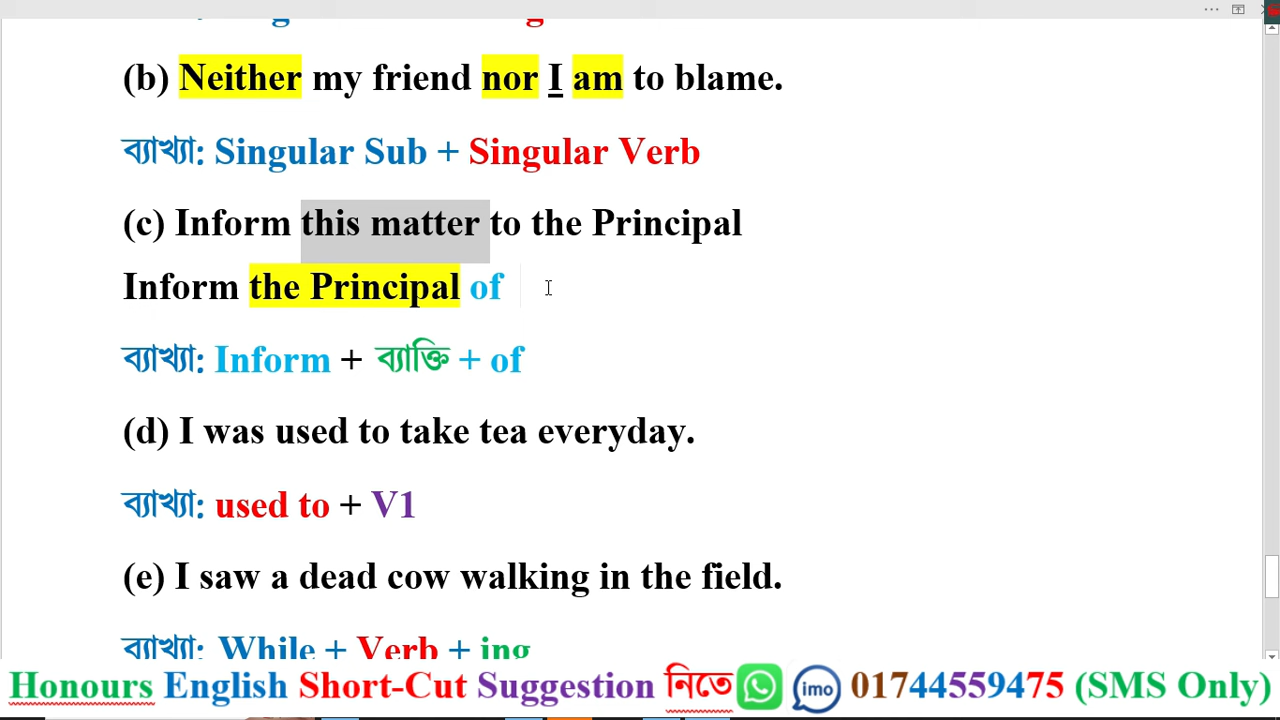 (b) Neither my friend nor I am to blame.
ব্যাখ্যা: Singular Sub + Singular Verb
(c) Inform this matter to the Principal
Inform the Principal of
ব্যাখ্যা: Inform + ব্যাক্তি + of
(d) I was used to take tea everyday.
ব্যাখ্যা: used to + V1
(e) I saw a dead cow walking in the field.
ব্যাখ্যা: While + Verb + ing
Honours English Short-Cut Suggestion নিতে imo 01744559475 (SMS Only)